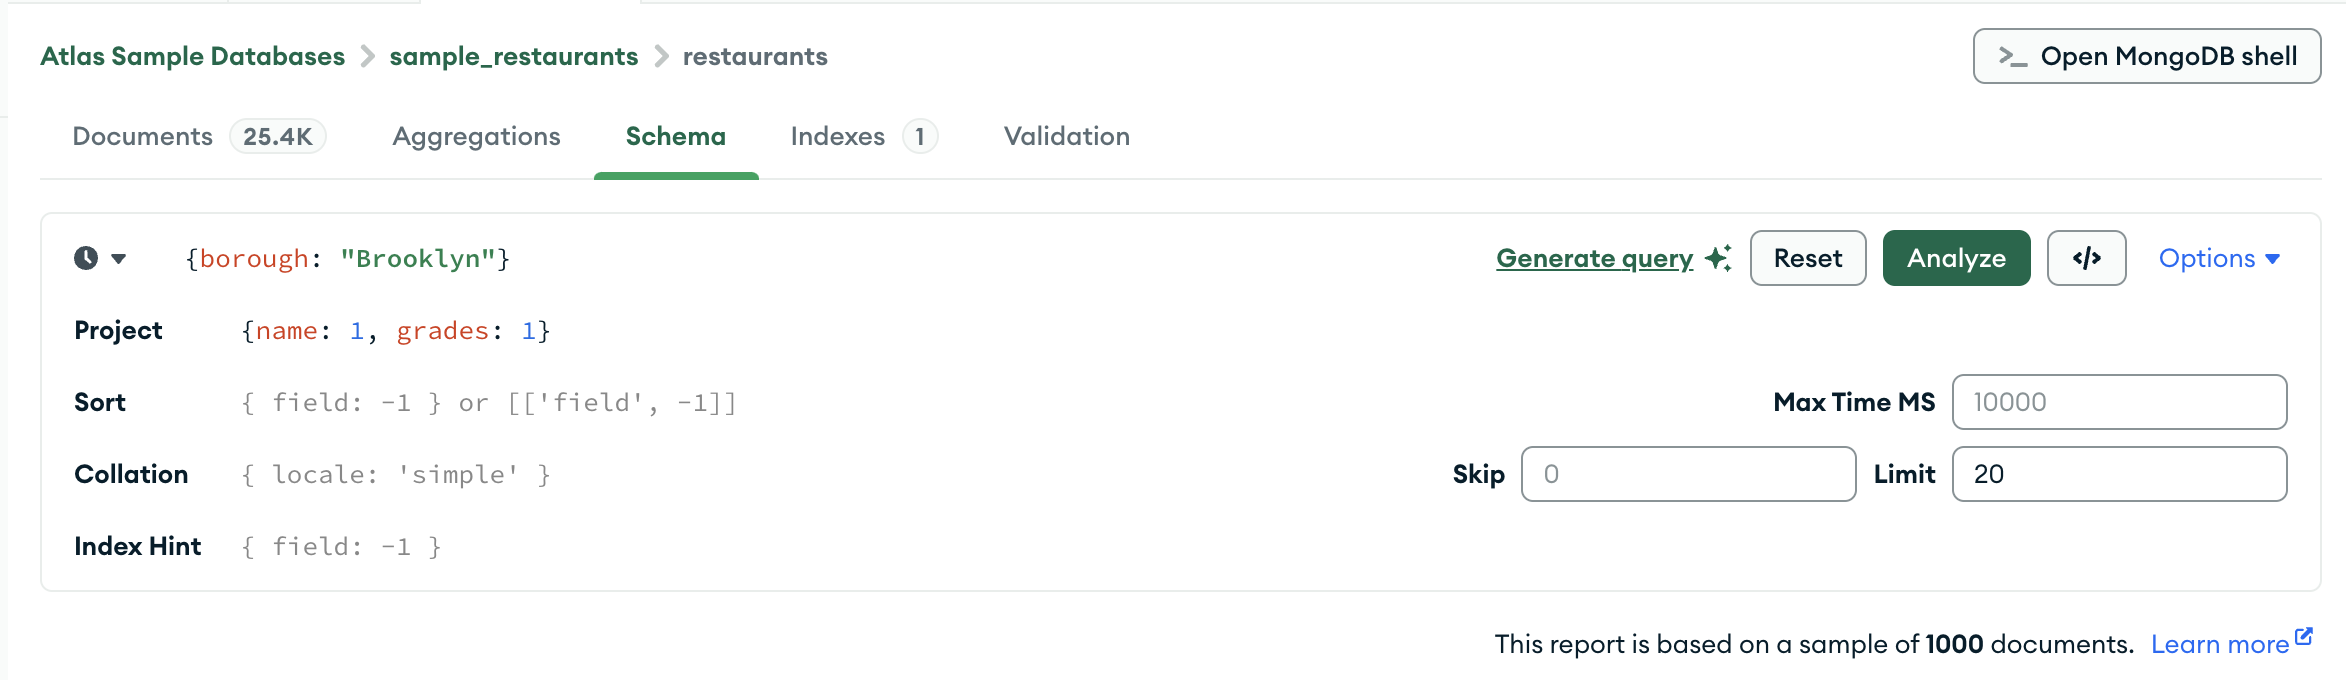 Atlas Sample Databases > sample_restaurants > restaurants
>_ Open MongoDB shell
Documents 25.4K Aggregations Schema Indexes 1 Validation
{borough: "Brooklyn"} Generate query Reset Analyze </> Options
Project {name: 1, grades: 1}
Sort { field: -1 } or [['field', -1]] Max Time MS 10000
Collation { locale: 'simple' } Skip 0 Limit 20
Index Hint { field: -1 }
This report is based on a sample of 1000 documents. Learn more